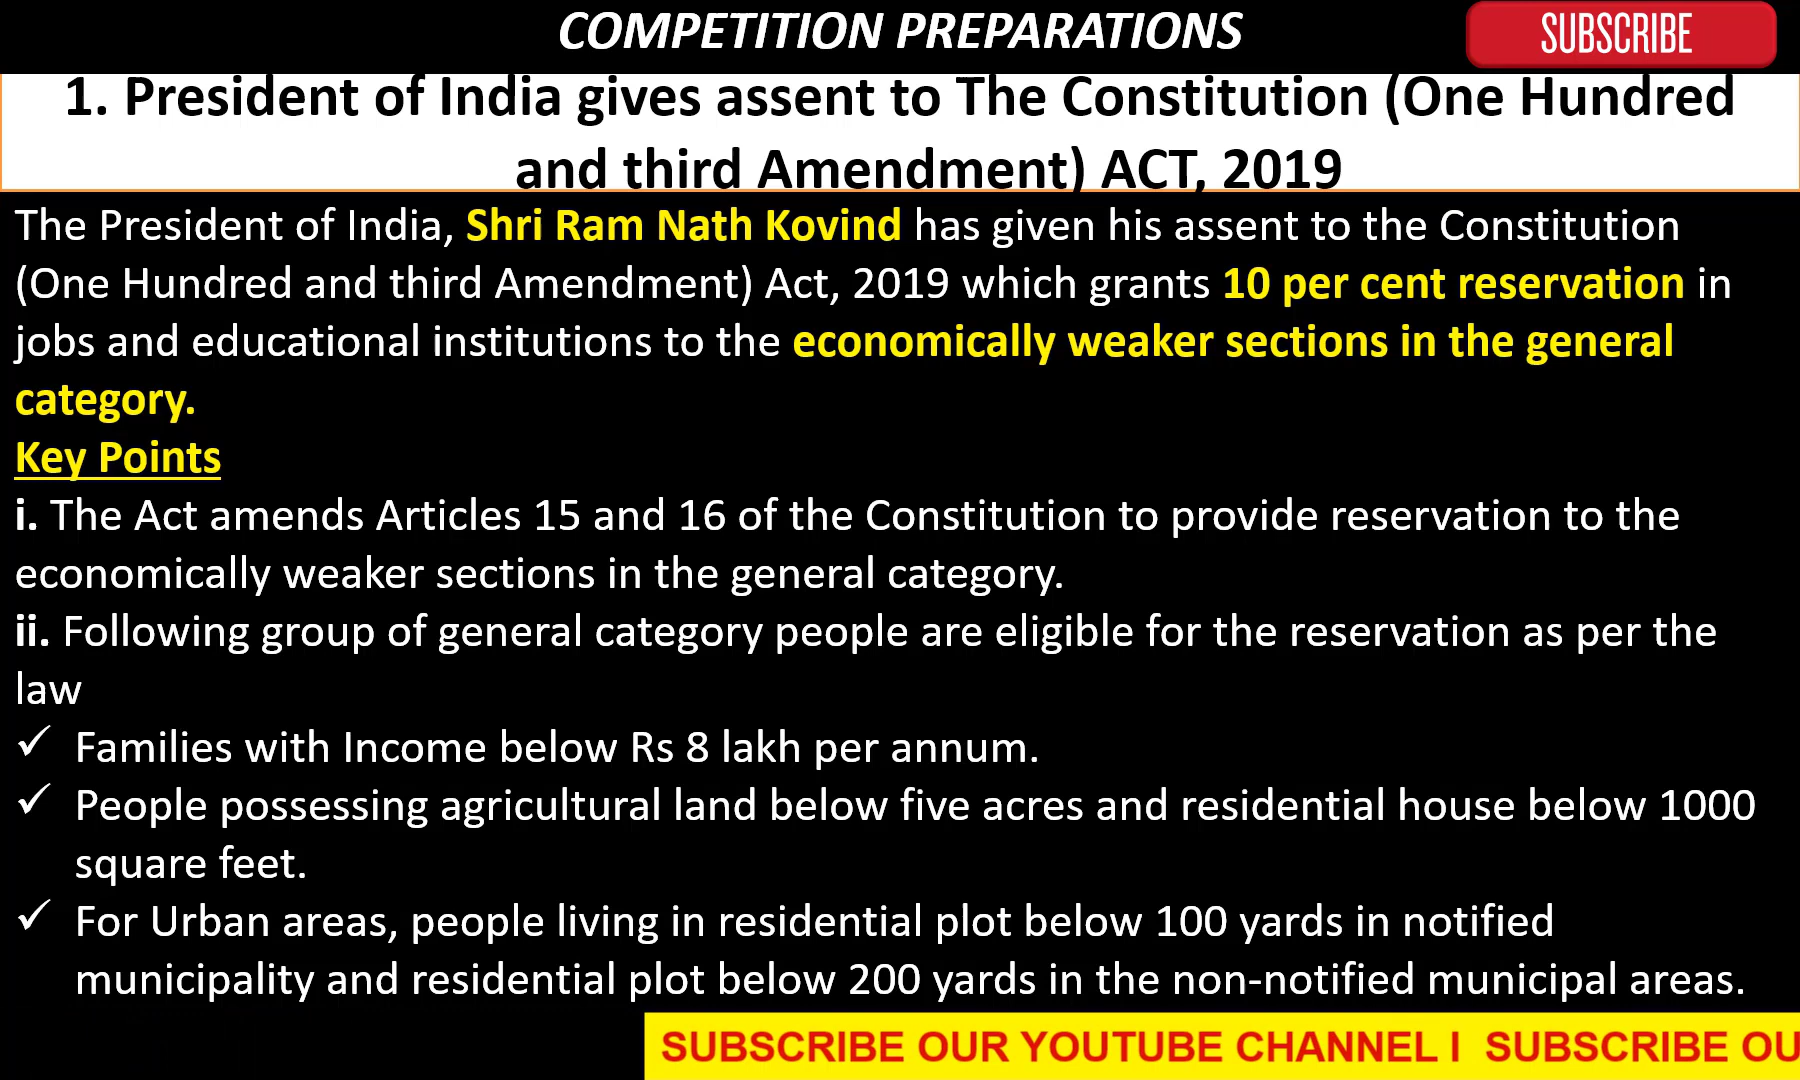 COMPETITION PREPARATIONS
SUBSCRIBE
1. President of India gives assent to The Constitution (One Hundred
and third Amendment) ACT, 2019
The President of India, Shri Ram Nath Kovind has given his assent to the Constitution
(One Hundred and third Amendment) Act, 2019 which grants 10 per cent reservation in
jobs and educational institutions to the economically weaker sections in the general
category.
Key Points
i. The Act amends Articles 15 and 16 of the Constitution to provide reservation to the
economically weaker sections in the general category.
ii. Following group of general category people are eligible for the reservation as per the
law
✓ Families with Income below Rs 8 lakh per annum.
✓ People possessing agricultural land below five acres and residential house below 1000
square feet.
✓ For Urban areas, people living in residential plot below 100 yards in notified
municipality and residential plot below 200 yards in the non-notified municipal areas.
SUBSCRIBE OUR YOUTUBE CHANNEL I SUBSCRIBE OU